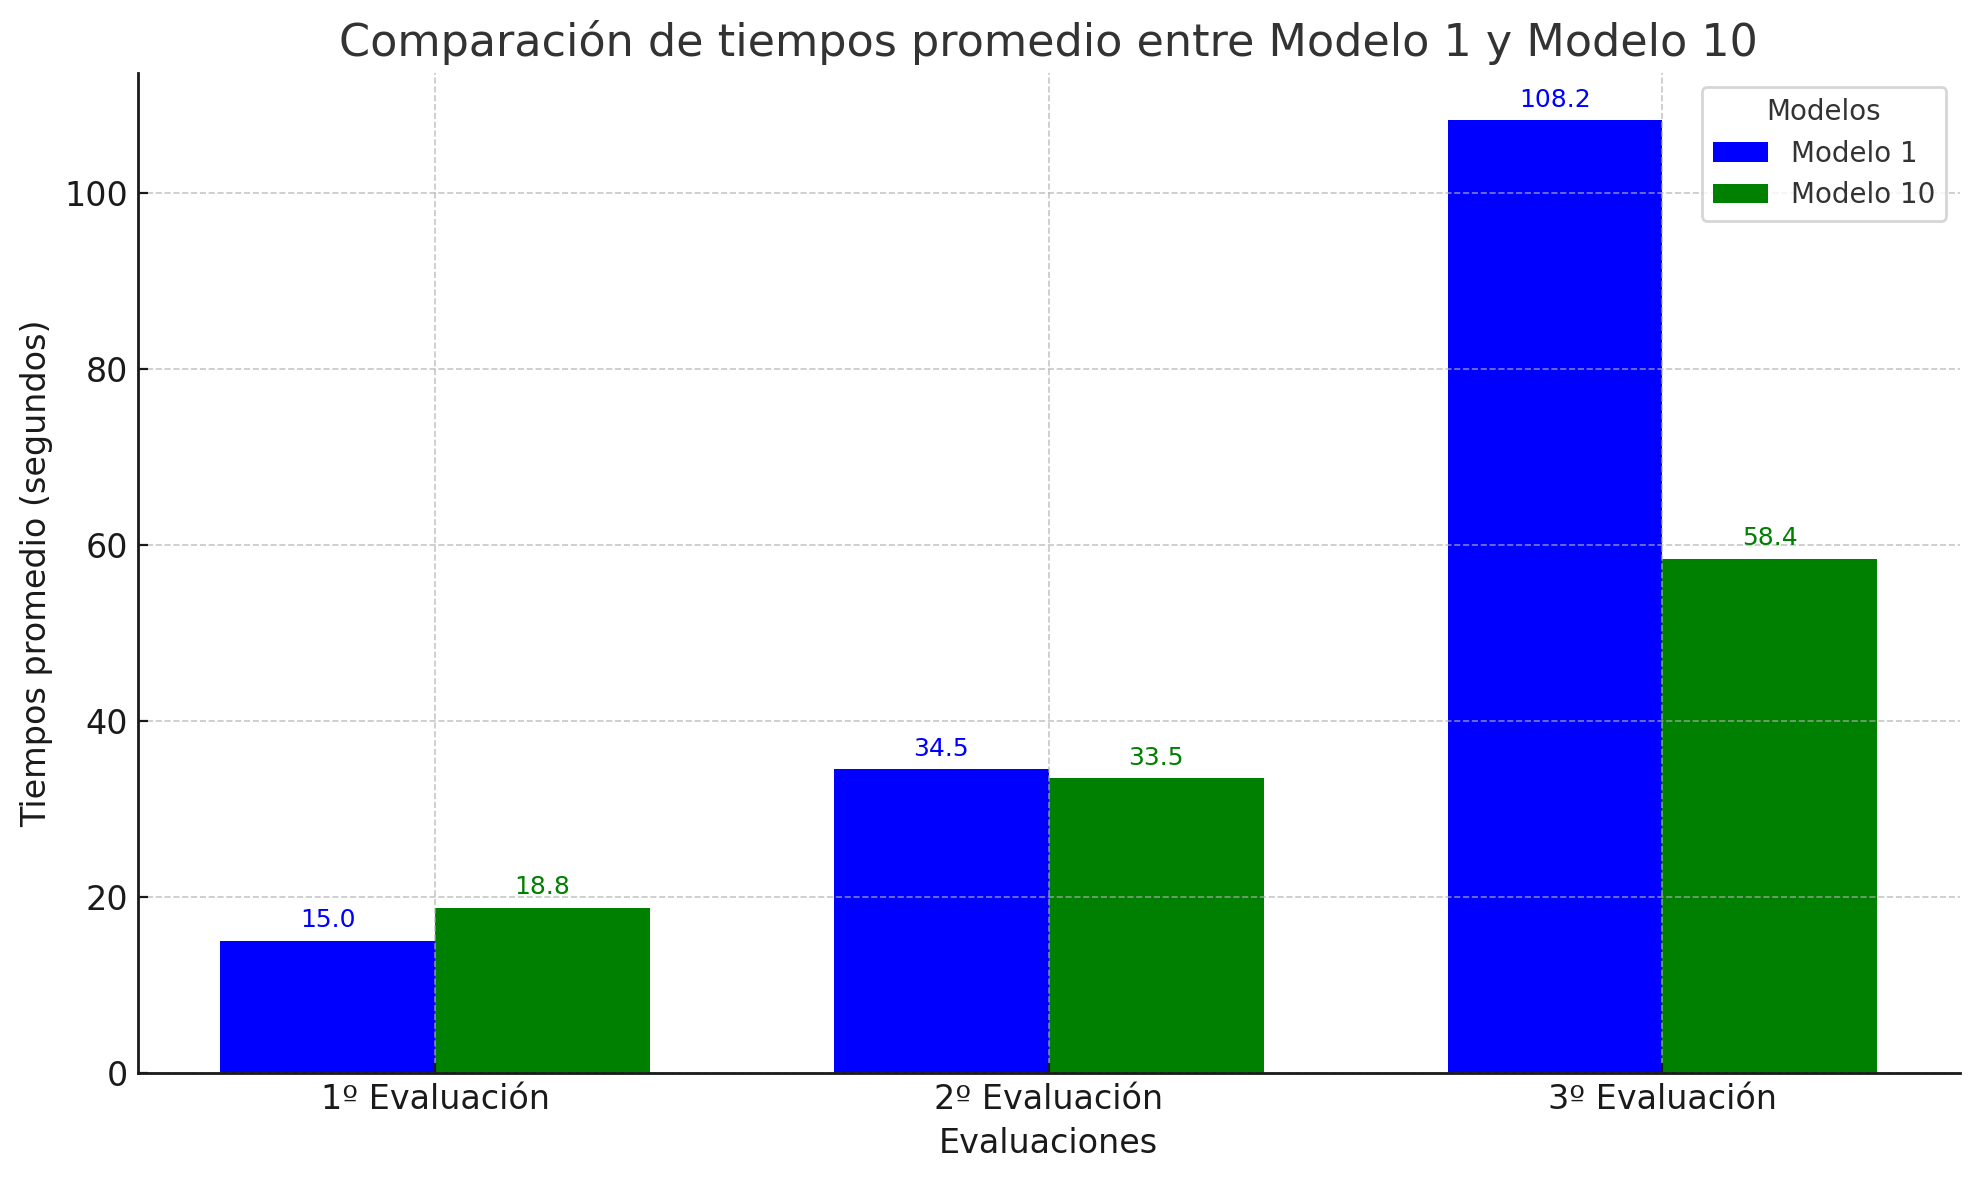 Comparación de tiempos promedio entre Modelo 1 y Modelo 10
Modelos
Modelo 1
Modelo 10
Tiempos promedio (segundos)
100
80
60
40
20
0
15.0
18.8
34.5
33.5
108.2
58.4
1º Evaluación
2º Evaluación
3º Evaluación
Evaluaciones